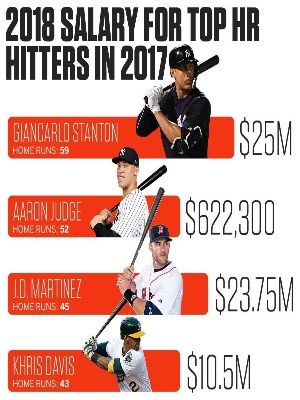 2018 SALARY FOR TOP HR
HITTERS IN 2017
GIANCARLO STANTON
HOME RUNS: 59
$25M
AARON JUDGE
HOME RUNS: 52
$622,300
J.D. MARTINEZ
HOME RUNS: 45
$23.75M
KHRIS DAVIS
HOME RUNS: 43
$10.5M
2